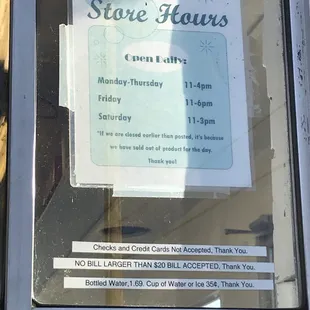 Store Hours
Open Daily:
Monday-Thursday 11-4pm
Friday 11-6pm
Saturday 11-3pm
"If we are closed earlier than posted, it's because
we have sold out of product for the day.
Thank you!
Checks and Credit Cards Not Accepted, Thank You.
NO BILL LARGER THAN $20 BILL ACCEPTED, Thank You.
Bottled Water,1.69. Cup of Water or Ice 35¢, Thank You.